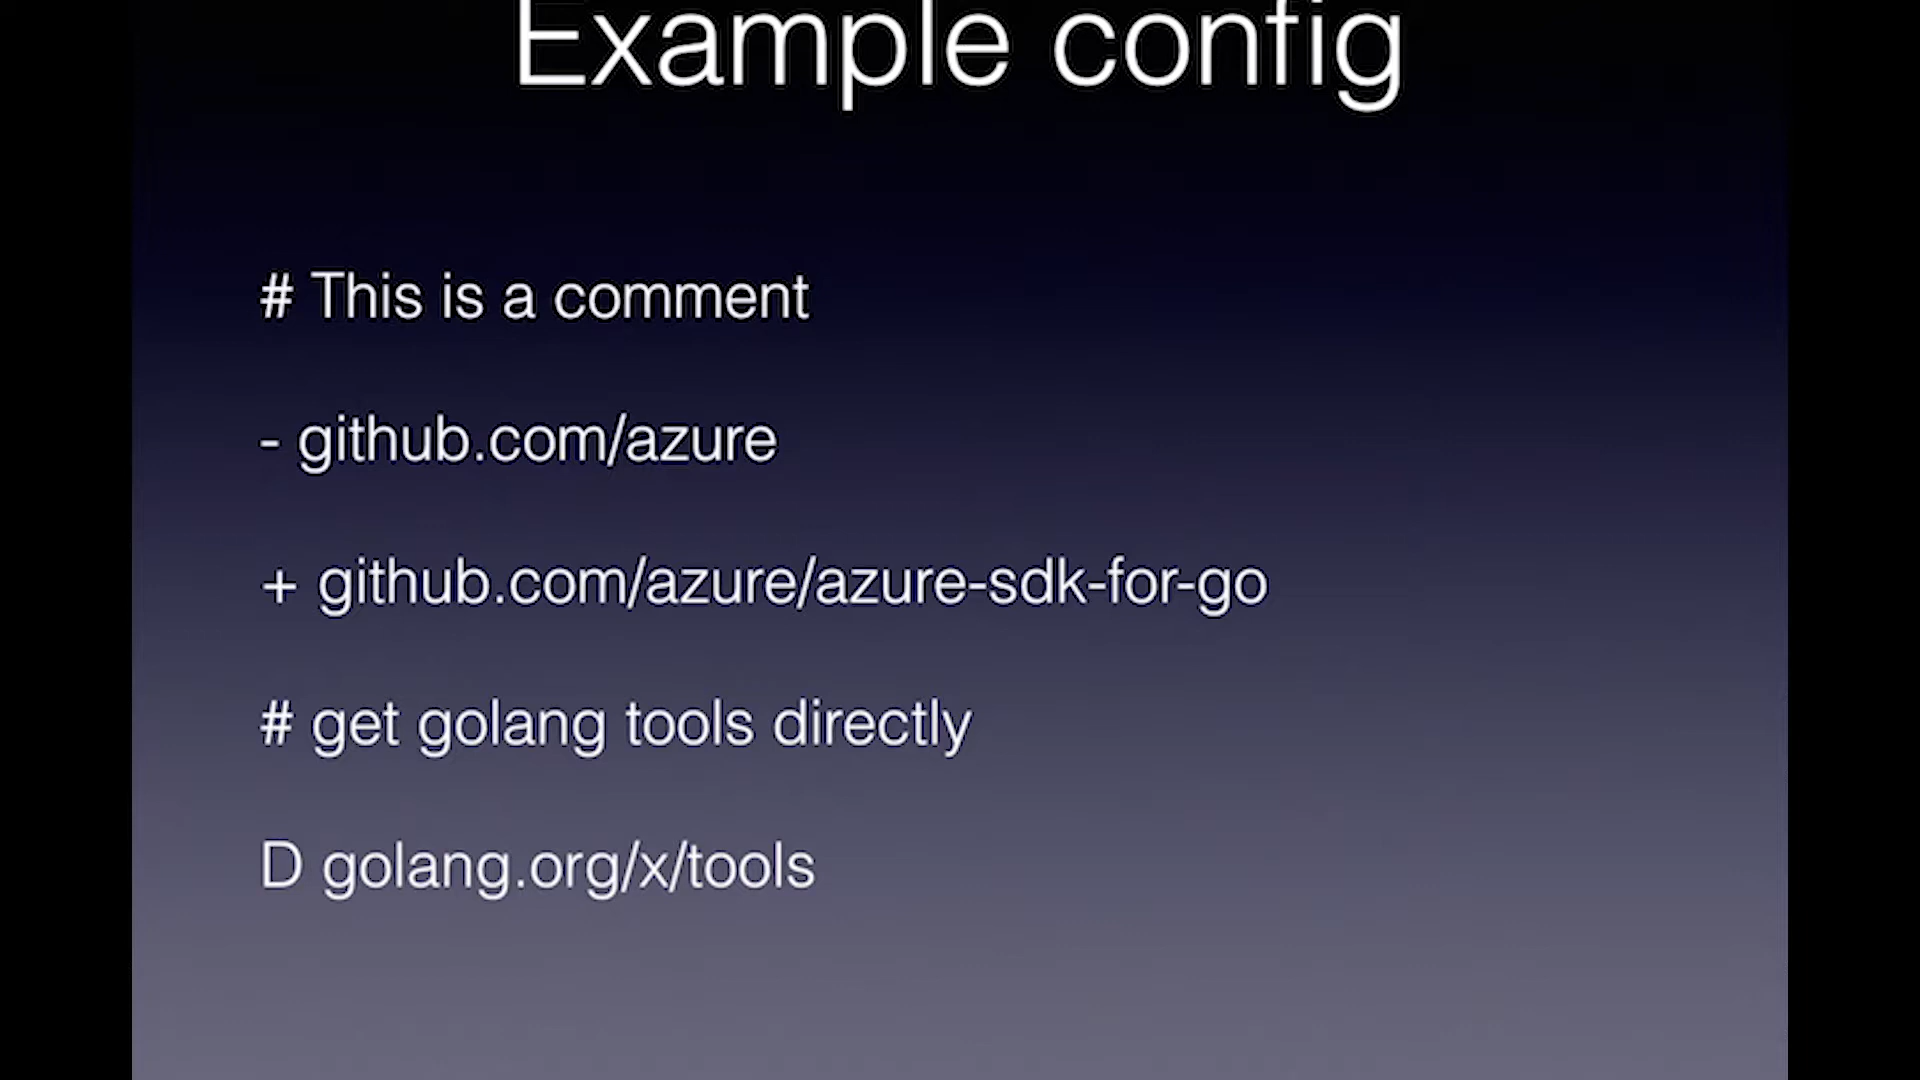 Example config
# This is a comment
- github.com/azure
+ github.com/azure/azure-sdk-for-go
# get golang tools directly
D golang.org/x/tools